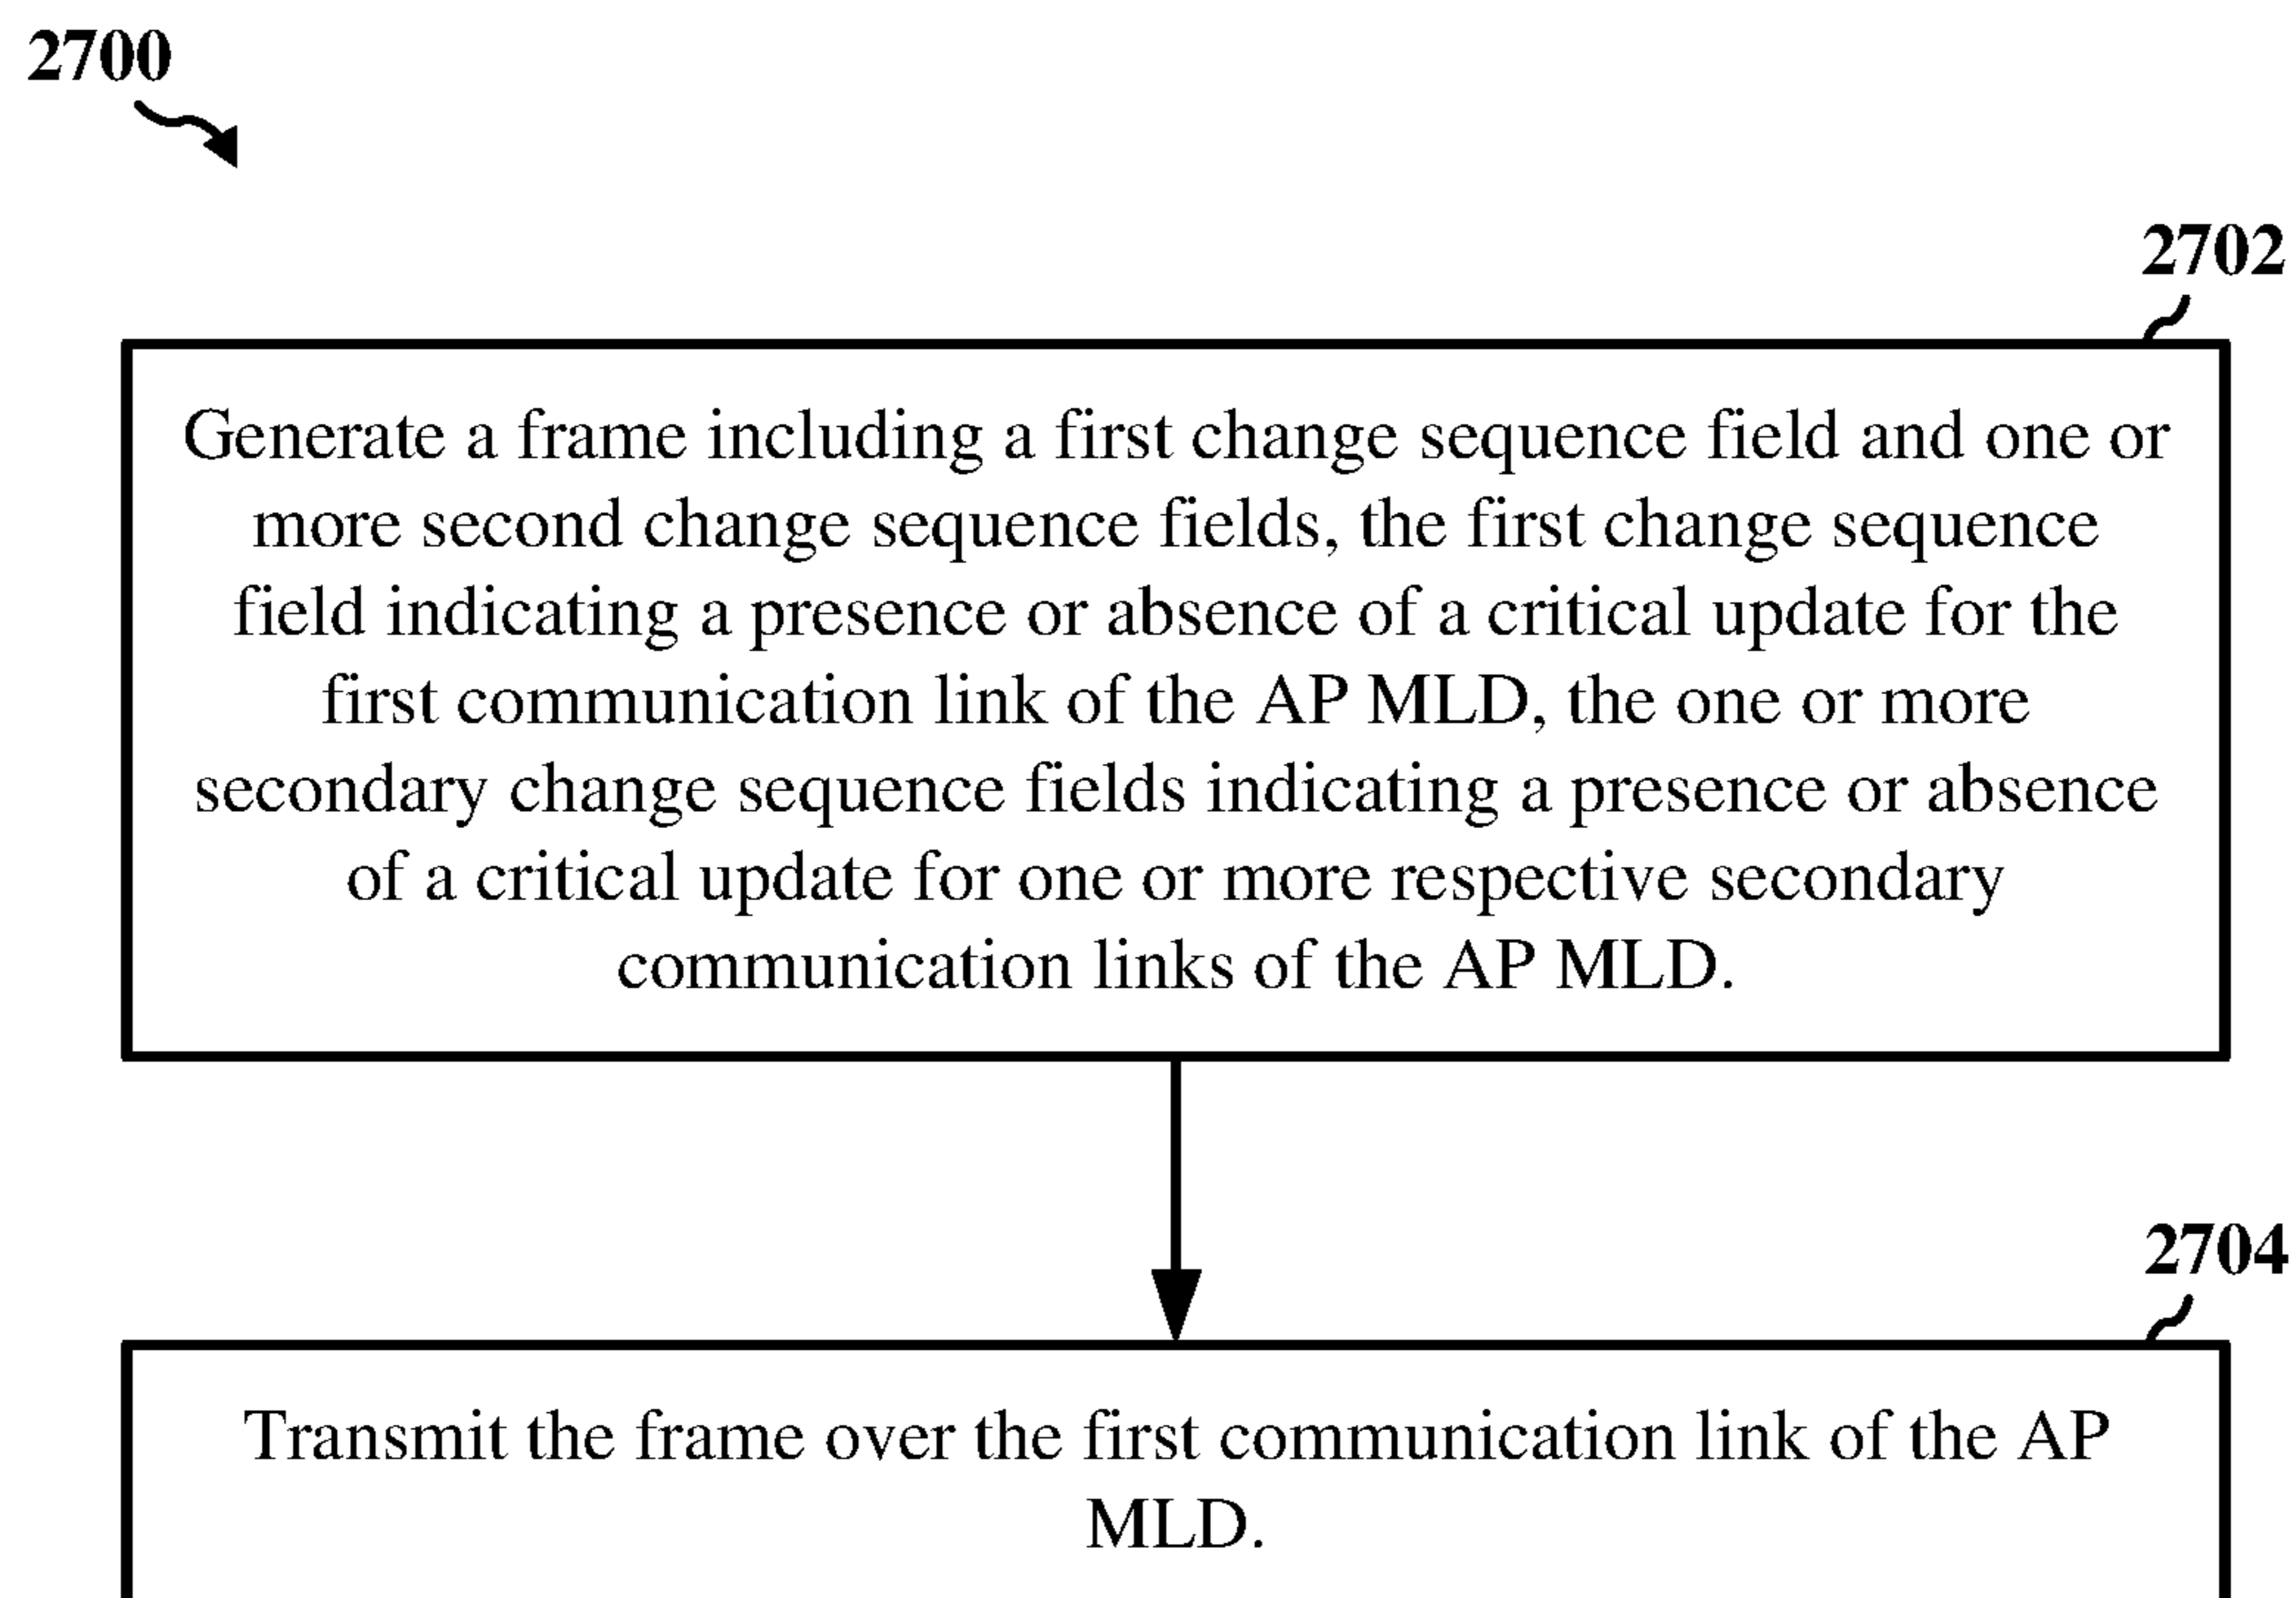 2700
2702
Generate a frame including a first change sequence field and one or
more second change sequence fields, the first change sequence
field indicating a presence or absence of a critical update for the
first communication link of the AP MLD, the one or more
secondary change sequence fields indicating a presence or absence
of a critical update for one or more respective secondary
communication links of the AP MLD.
2704
Transmit the frame over the first communication link of the AP
MLD.